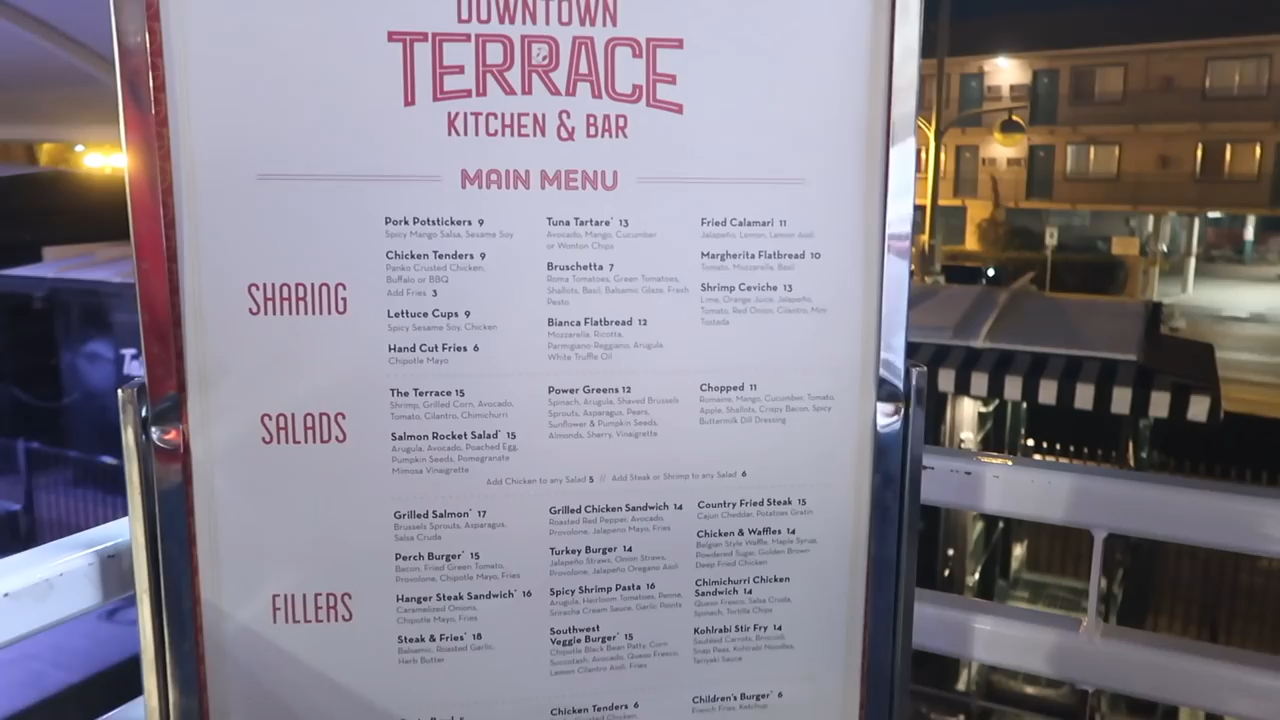 DOWNTOWN
TERRACE
KITCHEN & BAR
MAIN MENU
SHARING
Pork Potstickers 9
Spicy Mango Salsa, Sesame Soy
Chicken Tenders 9
Panko Crusted Chicken,
Buffalo or BBQ
Add Fries 3
Lettuce Cups 9
Spicy Sesame Soy, Chicken
Hand Cut Fries 6
Chipotle Mayo
Tuna Tartare* 13
Avocado, Mango, Cucumber
or Wonton Chips
Bruschetta 7
Roma Tomatoes, Green Tomatoes,
Shallots, Basil, Balsamic Glaze, Fresh
Pesto
Bianca Flatbread 12
Mozzarella, Ricotta,
Parmigiano-Reggiano, Arugula,
White Truffle Oil
Fried Calamari 11
Jalapeño, Lemon, Lemon Aioli
Margherita Flatbread 10
Tomato, Mozzarella, Basil
Shrimp Ceviche 13
Lime, Orange Juice, Jalapeño,
Tomato, Red Onion, Cilantro, Mini
Tostada
SALADS
The Terrace 15
Shrimp, Grilled Corn, Avocado,
Tomato, Cilantro, Chimichurri
Salmon Rocket Salad* 15
Arugula, Avocado, Poached Egg,
Pumpkin Seeds, Pomegranate
Mimosa Vinaigrette
Power Greens 12
Spinach, Arugula, Shaved Brussels
Sprouts, Asparagus, Pears,
Sunflower & Pumpkin Seeds,
Almonds, Sherry, Vinaigrette
Chopped 11
Romaine, Mango, Cucumber, Tomato,
Apple, Shallots, Crispy Bacon, Spicy
Buttermilk Dill Dressing
Add Chicken to any Salad 5 // Add Steak or Shrimp to any Salad 6
FILLERS
Grilled Salmon* 17
Brussels Sprouts, Asparagus,
Salsa Cruda
Perch Burger* 15
Bacon, Fried Green Tomato,
Provolone, Chipotle Mayo, Fries
Hanger Steak Sandwich* 16
Caramelized Onions,
Chipotle Mayo, Fries
Steak & Fries* 18
Balsamic, Roasted Garlic,
Herb Butter
Grilled Chicken Sandwich 14
Roasted Red Pepper, Avocado,
Provolone, Jalapeno Mayo, Fries
Turkey Burger 14
Jalapeño Straws, Onion Straws,
Provolone, Jalapeño Oregano Aioli
Spicy Shrimp Pasta 16
Arugula, Heirloom Tomatoes, Penne,
Sriracha Cream Sauce, Garlic Points
Southwest
Veggie Burger* 15
Chipotle Black Bean Patty, Corn
Succotash, Avocado, Queso Fresco,
Lemon Cilantro Aioli, Fries
Country Fried Steak 15
Cajun Cheddar, Potatoes Gratin
Chicken & Waffles 14
Belgian Style Waffle, Maple Syrup,
Powdered Sugar, Golden Brown
Deep Fried Chicken
Chimichurri Chicken
Sandwich 14
Queso Fresco, Salsa Cruda,
Spinach, Tortilla Chips
Kohlrabi Stir Fry 14
Sautéed Carrots, Broccoli,
Snap Peas, Kohlrabi Noodles,
Teriyaki Sauce
Chicken Tenders 6
Children's Burger* 6
French Fries, Ketchup